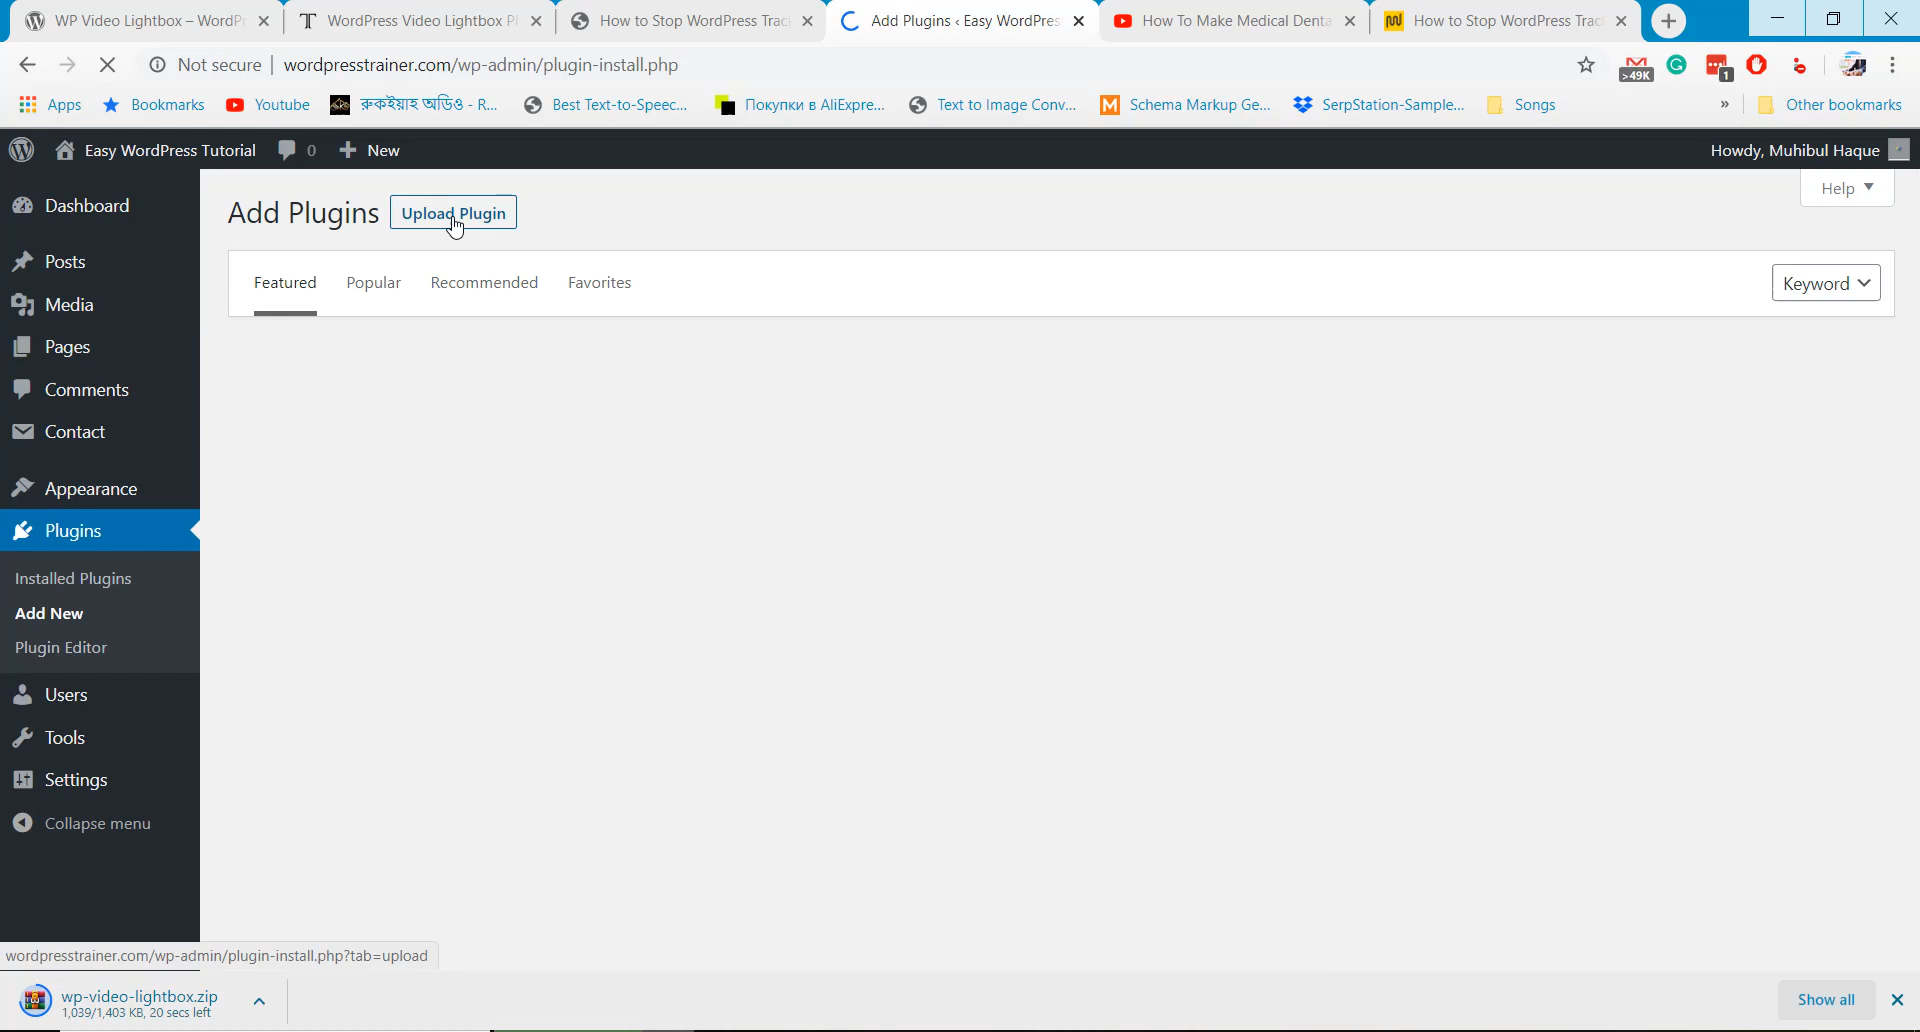 WP Video Lightbox – WordP
WordPress Video Lightbox Pl
How to Stop WordPress Trac
Add Plugins ‹ Easy WordPres
How To Make Medical Denta
How to Stop WordPress Trac
Not secure | wordpresstrainer.com/wp-admin/plugin-install.php
>49K
1
Apps
Bookmarks
Youtube
রুকইয়াহ অডিও - R...
Best Text-to-Speec...
Покупки в AliExpre...
Text to Image Conv...
Schema Markup Ge...
SerpStation-Sample...
Songs
»
Other bookmarks
Easy WordPress Tutorial
0
New
Howdy, Muhibul Haque
Help
Dashboard
Posts
Media
Pages
Comments
Contact
Appearance
Plugins
Installed Plugins
Add New
Plugin Editor
Users
Tools
Settings
Collapse menu
Add Plugins
Upload Plugin
Featured
Popular
Recommended
Favorites
Keyword
wordpresstrainer.com/wp-admin/plugin-install.php?tab=upload
wp-video-lightbox.zip
1,039/1,403 KB, 20 secs left
Show all